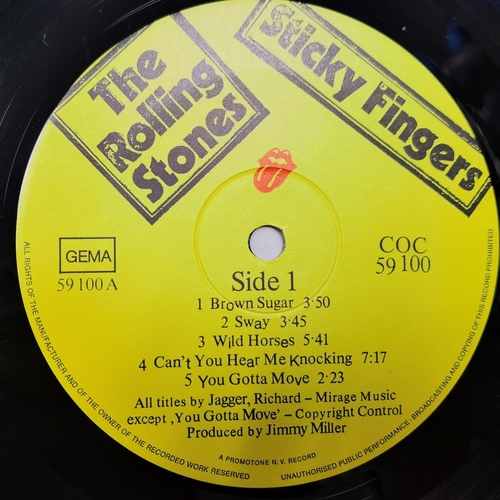 The
Rolling
Stones
Sticky Fingers
GEMA
59 100 A
COC
59 100
Side 1
1 Brown Sugar 3·50
2 Sway 3·45
3 Wild Horses 5·41
4 Can't You Hear Me Knocking 7:17
5 You Gotta Move 2·23
All titles by Jagger, Richard – Mirage Music
except ‚You Gotta Move' – Copyright Control
Produced by Jimmy Miller
A PROMOTONE N. V. RECORD
ALL RIGHTS OF THE MANUFACTURER AND OF THE OWNER OF THE RECORDED WORK RESERVED
UNAUTHORISED PUBLIC PERFORMANCE, BROADCASTING AND COPYING OF THIS RECORD PROHIBITED